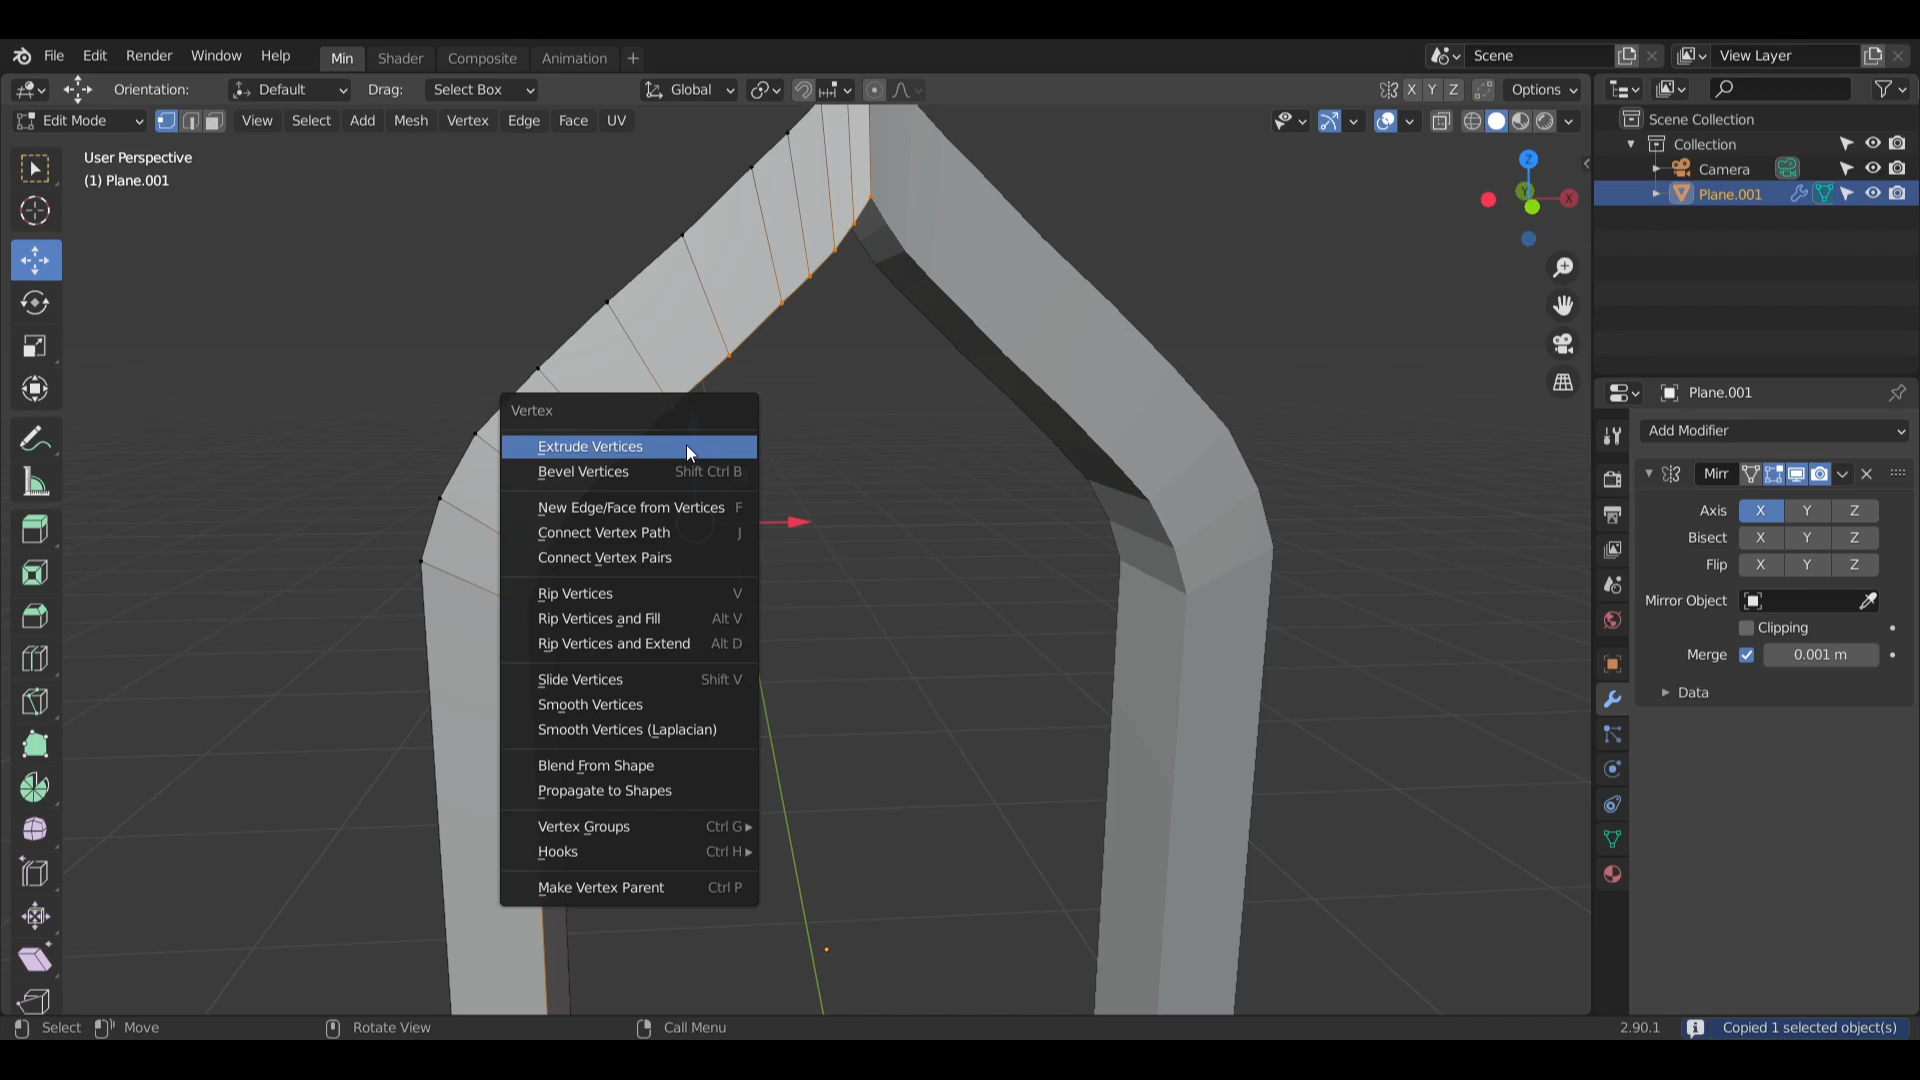 File Edit Render Window Help Min Shader Composite Animation + Scene View Layer
Orientation: Default Drag: Select Box Global X Y Z Options
Edit Mode View Select Add Mesh Vertex Edge Face UV
Scene Collection
Collection
Camera
Plane.001
User Perspective
(1) Plane.001
Z
Y
X
Vertex
Extrude Vertices
Bevel Vertices Shift Ctrl B
New Edge/Face from Vertices F
Connect Vertex Path J
Connect Vertex Pairs
Rip Vertices V
Rip Vertices and Fill Alt V
Rip Vertices and Extend Alt D
Slide Vertices Shift V
Smooth Vertices
Smooth Vertices (Laplacian)
Blend From Shape
Propagate to Shapes
Vertex Groups Ctrl G
Hooks Ctrl H
Make Vertex Parent Ctrl P
Plane.001
Add Modifier
Mirr
Axis X Y Z
Bisect X Y Z
Flip X Y Z
Mirror Object
Clipping
Merge 0.001 m
Data
Select Move Rotate View Call Menu 2.90.1 Copied 1 selected object(s)